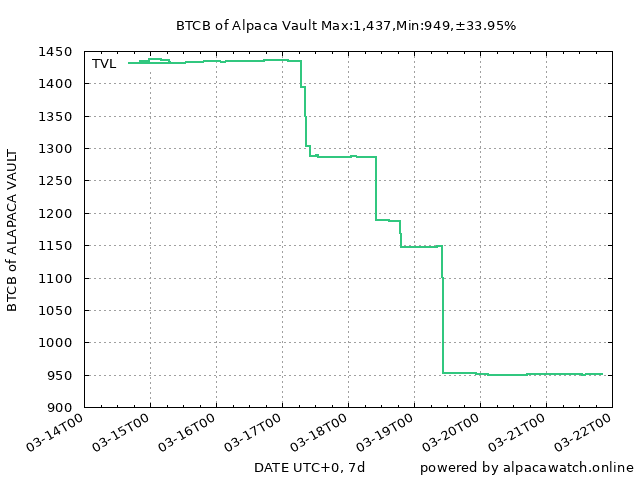 BTCB of Alpaca Vault Max:1,437,Min:949,±33.95%
1450
1400
1350
1300
1250
1200
1150
1100
1050
1000
950
900
TVL
BTCB of ALAPACA VAULT
03-14T00
03-15T00
03-16T00
03-17T00
03-18T00
03-19T00
03-20T00
03-21T00
03-22T00
DATE UTC+0, 7d
powered by alpacawatch.online